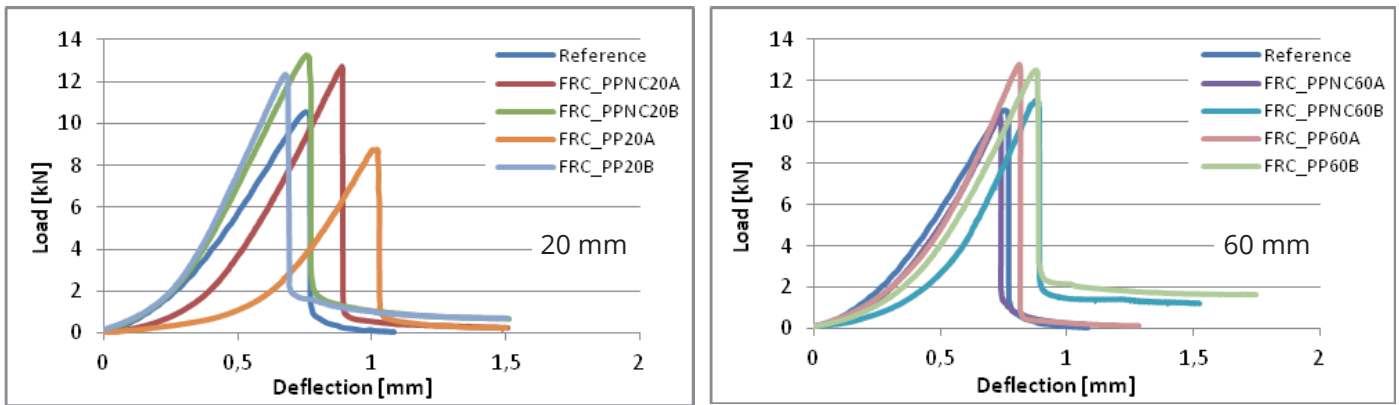 14
12
10
8
6
4
2
0
Load [kN]
0
0,5
1
1,5
2
Deflection [mm]
Reference
FRC_PPNC20A
FRC_PPNC20B
FRC_PP20A
FRC_PP20B
20 mm
14
12
10
8
6
4
2
0
Load [kN]
0
0,5
1
1,5
2
Deflection [mm]
Reference
FRC_PPNC60A
FRC_PPNC60B
FRC_PP60A
FRC_PP60B
60 mm